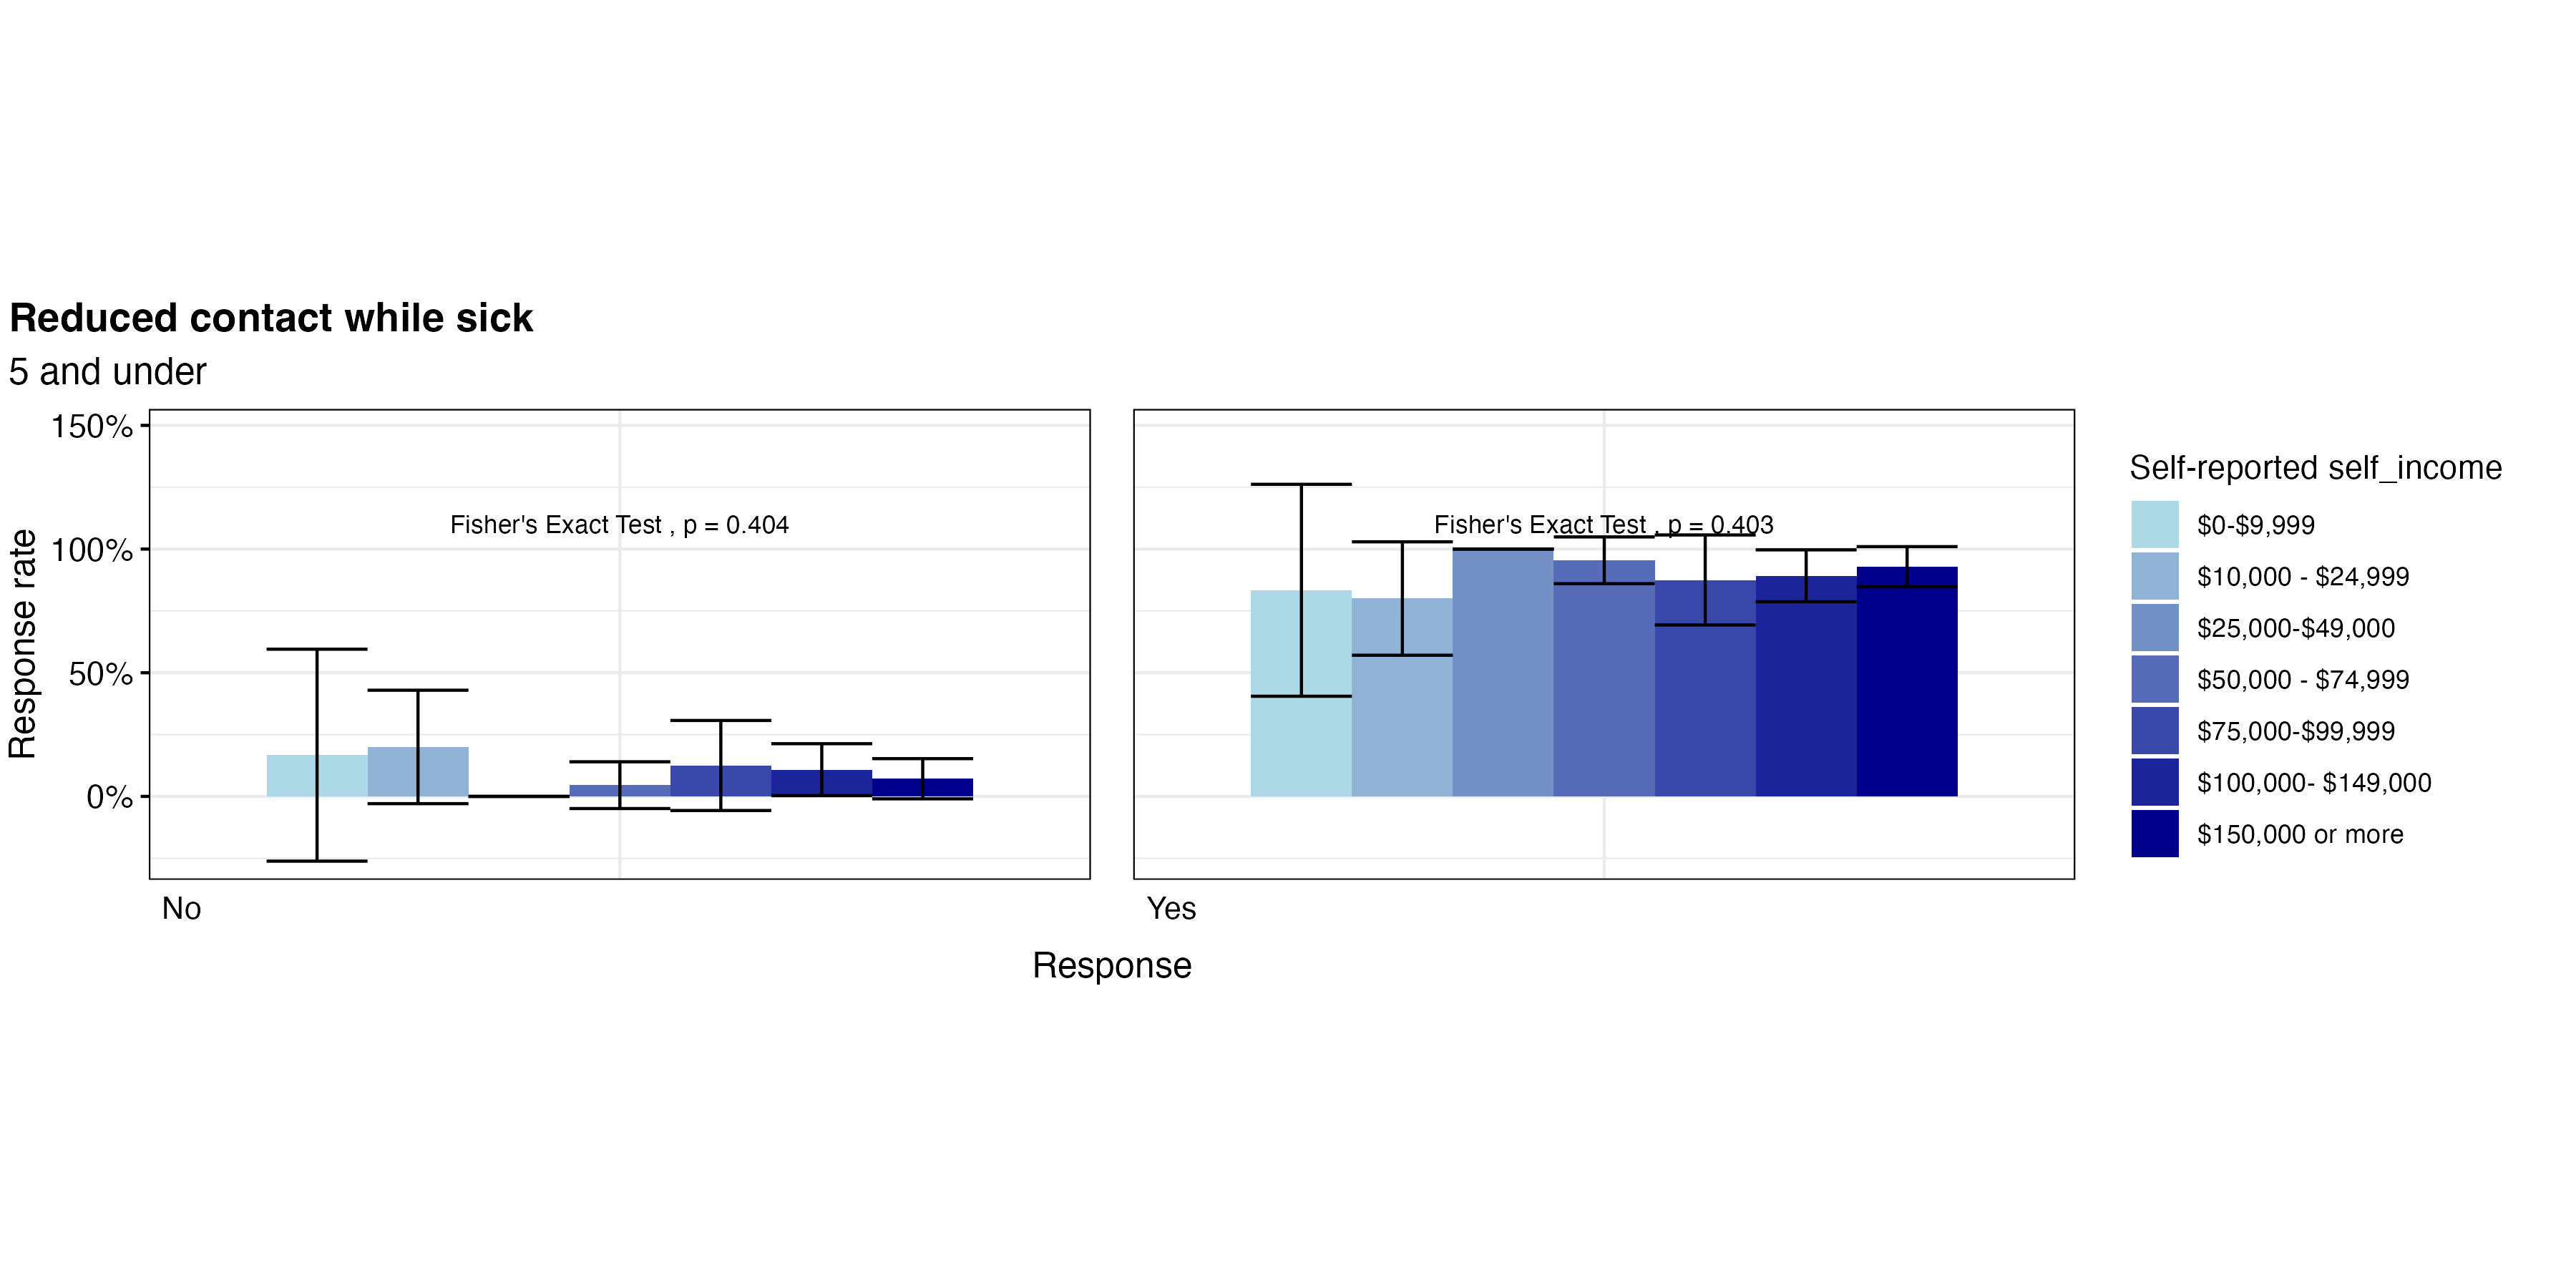 Reduced contact while sick
5 and under
Response rate
150%
100%
50%
0%
Fisher's Exact Test , p = 0.404
Fisher's Exact Test , p = 0.403
No
Yes
Response
Self-reported self_income
$0-$9,999
$10,000 - $24,999
$25,000-$49,000
$50,000 - $74,999
$75,000-$99,999
$100,000- $149,000
$150,000 or more